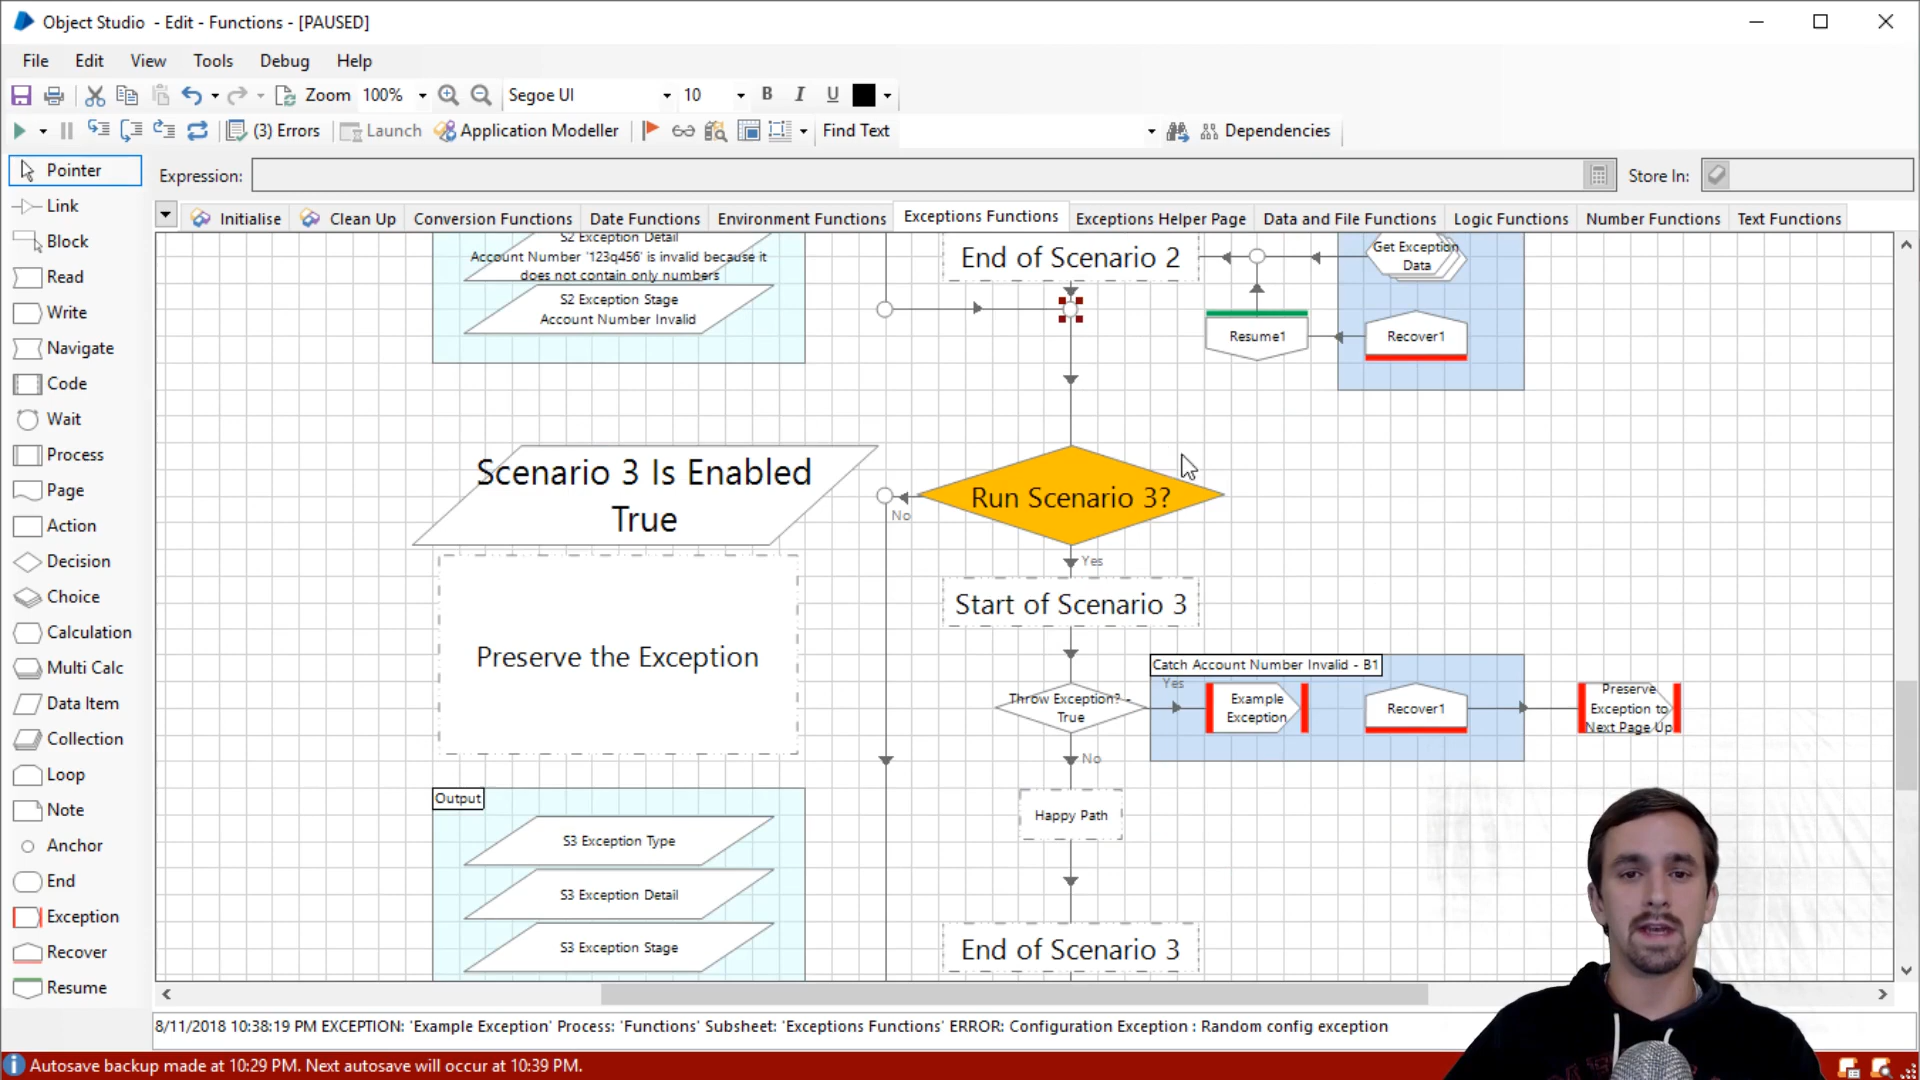 Object Studio - Edit - Functions - [PAUSED]
File Edit View Tools Debug Help
Zoom 100% Segoe UI 10 B I U
(3) Errors Launch Application Modeller Find Text Dependencies
Pointer
Expression: Store In:
Initialise Clean Up Conversion Functions Date Functions Environment Functions Exceptions Functions Exceptions Helper Page Data and File Functions Logic Functions Number Functions Text Functions
Link
Block
Read
Write
Navigate
Code
Wait
Process
Page
Action
Decision
Choice
Calculation
Multi Calc
Data Item
Collection
Loop
Note
Anchor
End
Exception
Recover
Resume
S2 Exception Detail
Account Number '123q456' is invalid because it
does not contain only numbers
S2 Exception Stage
Account Number Invalid
End of Scenario 2
Get Exception
Data
Resume1
Recover1
Scenario 3 Is Enabled
True
Run Scenario 3?
No
Yes
Preserve the Exception
Start of Scenario 3
Catch Account Number Invalid - B1
Throw Exception? -
True
Yes
Example
Exception
Recover1
Preserve
Exception to
Next Page Up
No
Happy Path
Output
S3 Exception Type
S3 Exception Detail
S3 Exception Stage
End of Scenario 3
8/11/2018 10:38:19 PM EXCEPTION: 'Example Exception' Process: 'Functions' Subsheet: 'Exceptions Functions' ERROR: Configuration Exception : Random config exception
Autosave backup made at 10:29 PM. Next autosave will occur at 10:39 PM.